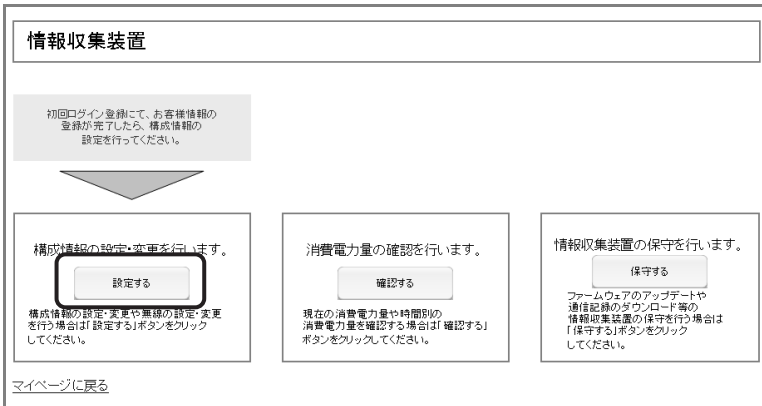 情報収集装置
初回ログイン登録にて、お客様情報の
登録が完了したら、構成情報の
設定を行ってください。
構成情報の設定・変更を行います。
設定する
構成情報の設定・変更や無線の設定・変更
を行う場合は「設定する」ボタンをクリック
してください。
消費電力量の確認を行います。
確認する
現在の消費電力量や時間別の
消費電力量を確認する場合は「確認する」
ボタンをクリックしてください。
情報収集装置の保守を行います。
保守する
ファームウェアのアップデートや
通信記録のダウンロード等の
情報収集装置の保守を行う場合は
「保守する」ボタンをクリック
してください。
マイページに戻る